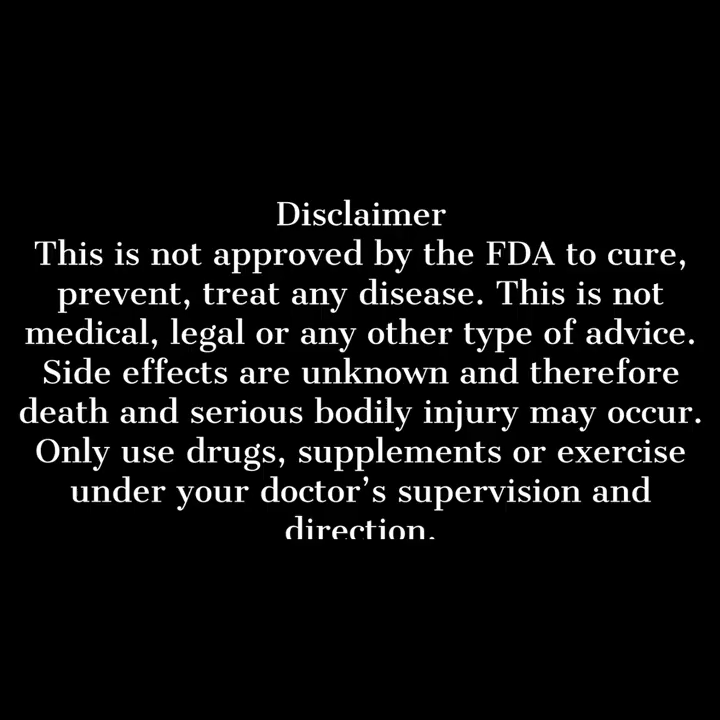 Disclaimer
This is not approved by the FDA to cure,
prevent, treat any disease. This is not
medical, legal or any other type of advice.
Side effects are unknown and therefore
death and serious bodily injury may occur.
Only use drugs, supplements or exercise
under your doctor’s supervision and
direction.